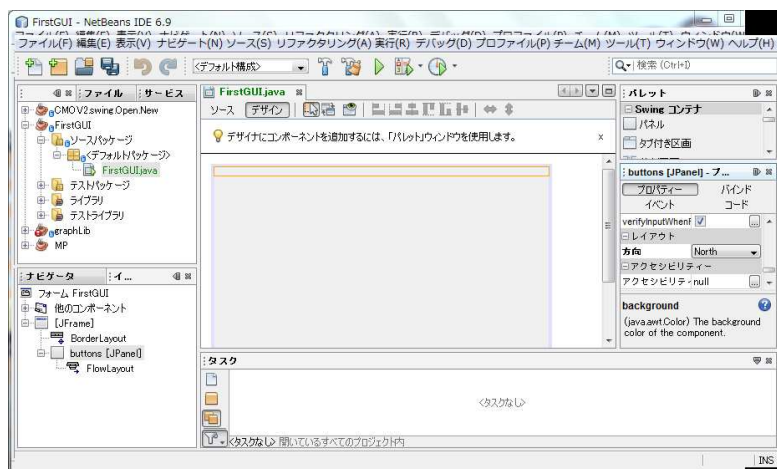 FirstGUI - NetBeans IDE 6.9
ファイル(F) 編集(E) 表示(V) ナビゲート(N) ソース(S) リファクタリング(A) 実行(R) デバッグ(D) プロファイル(P) チーム(M) ツール(T) ウィンドウ(W) ヘルプ(H)
<デフォルト構成>
検索 (Ctrl+I)
ファイル
サービス
CMOV2.swing.Open.New
FirstGUI
ソースパッケージ
<デフォルトパッケージ>
FirstGUI.java
テストパッケージ
ライブラリ
テストライブラリ
graphLib
MP
ナビゲータ
イ...
フォーム FirstGUI
他のコンポーネント
[JFrame]
BorderLayout
buttons [JPanel]
FlowLayout
FirstGUI.java
ソース
デザイン
デザイナにコンポーネントを追加するには、「パレット」ウィンドウを使用します。
x
タスク
<タスクなし>
<タスクなし> 開いているすべてのプロジェクト内
パレット
Swing コンテナ
パネル
タブ付き区画
buttons [JPanel] - プ...
プロパティー
バインド
イベント
コード
verifyInputWhenF
...
レイアウト
方向 North
アクセシビリティー
アクセシビリティ null ...
background
(java.awt.Color) The background
color of the component.
INS